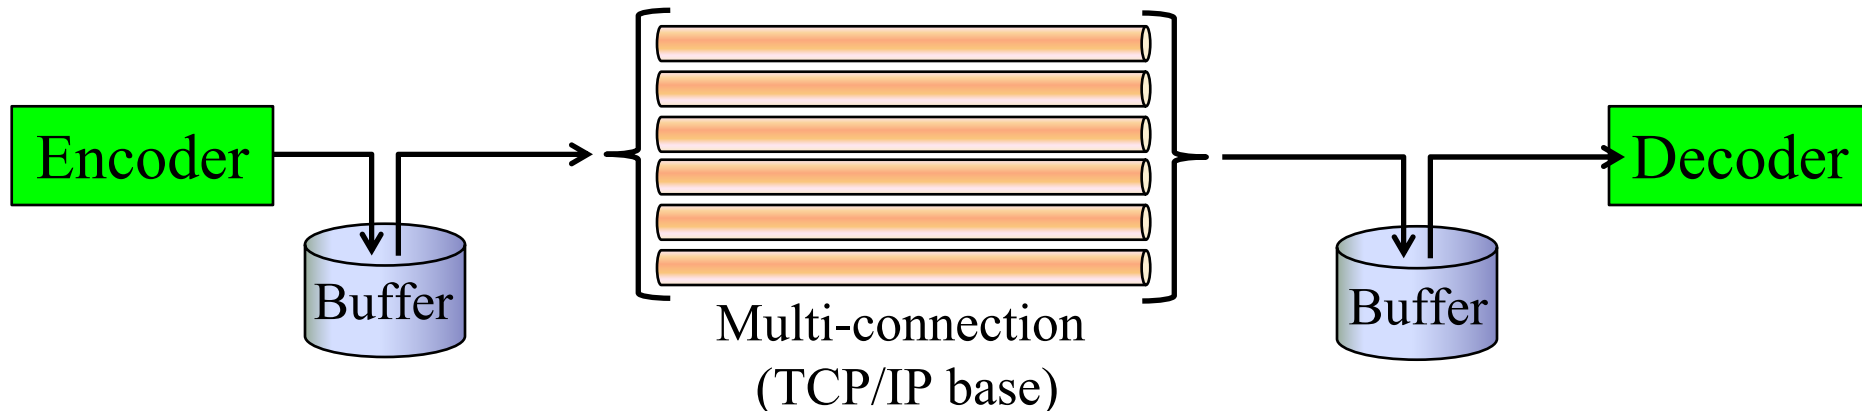 Encoder
Buffer
Multi-connection
(TCP/IP base)
Buffer
Decoder